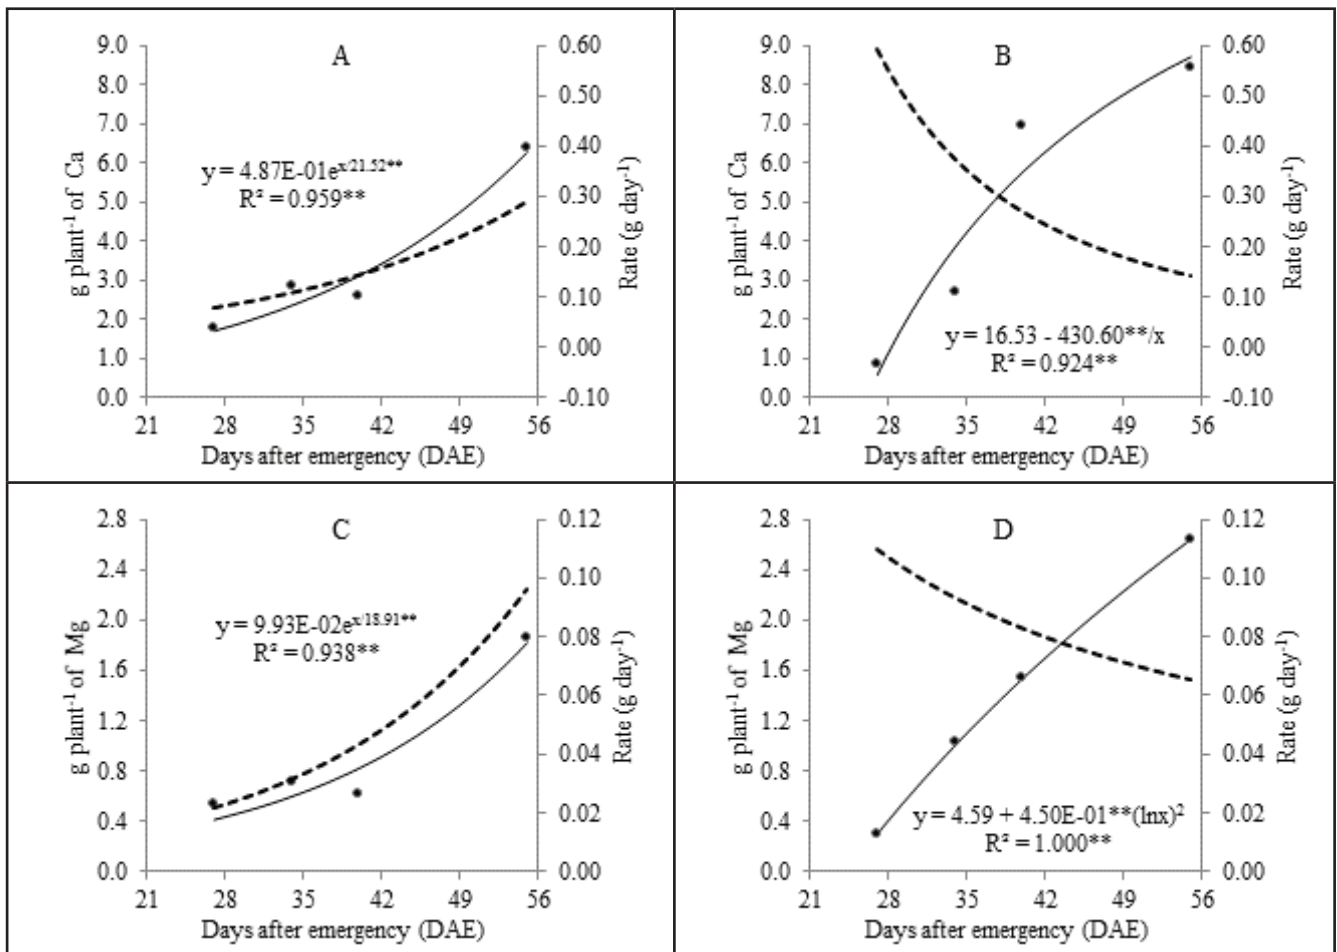 A
9.0
8.0
7.0
6.0
5.0
4.0
3.0
2.0
1.0
0.0
g plant⁻¹ of Ca
y = 4.87E-01e^x/21.52**
R² = 0.959**
0.60
0.50
0.40
0.30
0.20
0.10
0.00
-0.10
Rate (g day⁻¹)
21 28 35 42 49 56
Days after emergency (DAE)
B
9.0
8.0
7.0
6.0
5.0
4.0
3.0
2.0
1.0
0.0
g plant⁻¹ of Ca
y = 16.53 - 430.60**/x
R² = 0.924**
0.60
0.50
0.40
0.30
0.20
0.10
0.00
-0.10
Rate (g day⁻¹)
21 28 35 42 49 56
Days after emergency (DAE)
C
2.8
2.4
2.0
1.6
1.2
0.8
0.4
0.0
g plant⁻¹ of Mg
y = 9.93E-02e^x/18.91**
R² = 0.938**
0.12
0.10
0.08
0.06
0.04
0.02
0.00
Rate (g day⁻¹)
21 28 35 42 49 56
Days after emergency (DAE)
D
2.8
2.4
2.0
1.6
1.2
0.8
0.4
0.0
g plant⁻¹ of Mg
y = 4.59 + 4.50E-01**(lnx)²
R² = 1.000**
0.12
0.10
0.08
0.06
0.04
0.02
0.00
Rate (g day⁻¹)
21 28 35 42 49 56
Days after emergency (DAE)